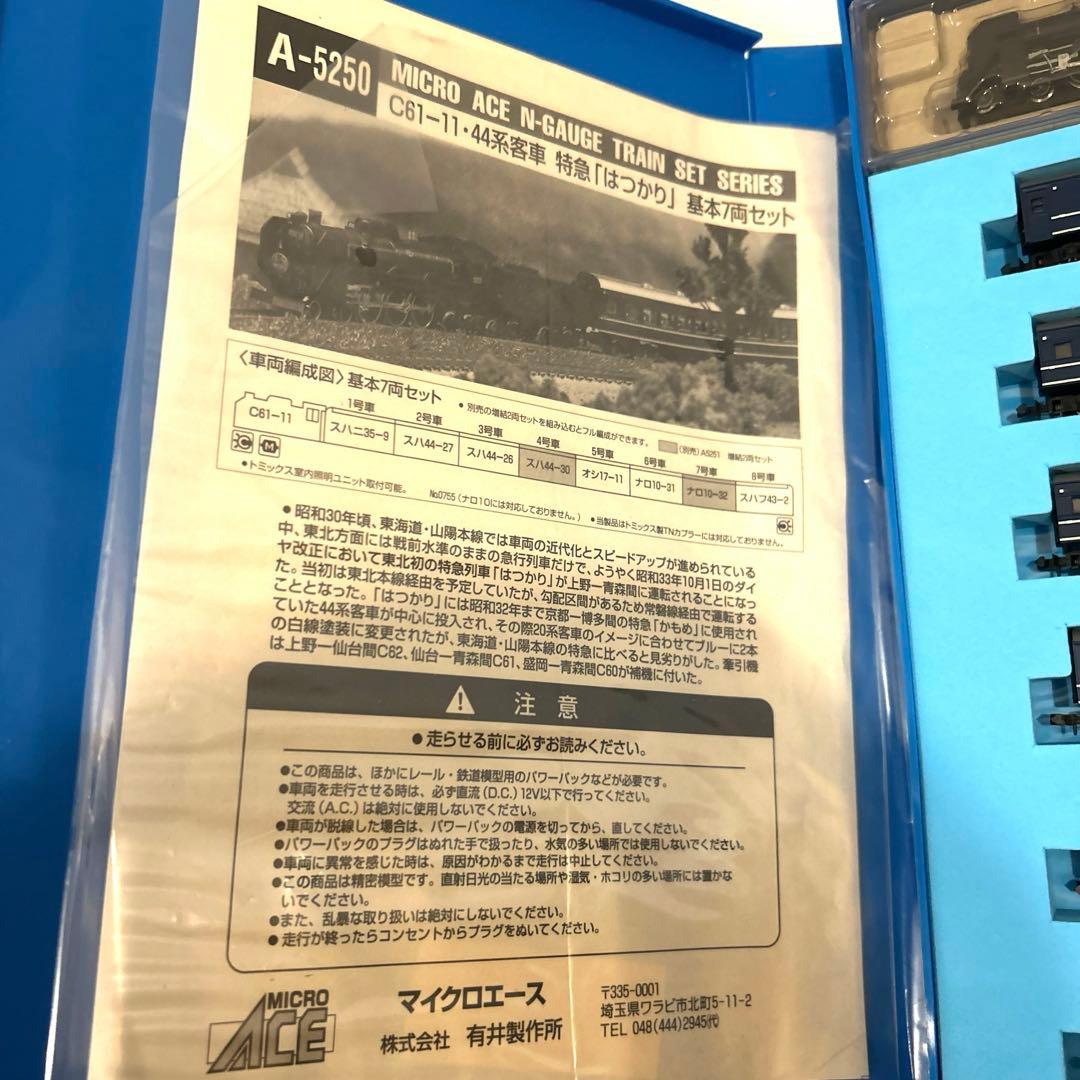 A-5250
MICRO ACE N-GAUGE TRAIN SET SERIES
C61-11・44系客車 特急「はつかり」 基本7両セット
〈車両編成図〉基本7両セット
●別売の増結2両セットを組み込むとフル編成ができます。
(別売)A5251 増結2両セット
1号車 2号車 3号車 4号車 5号車 6号車 7号車 8号車
C61-11 スハニ35-9 スハ44-27 スハ44-26 スハ44-30 オシ17-11 ナロ10-31 ナロ10-32 スハフ43-2
M
●トミックス室内照明ユニット取付可能。 No.0755(ナロ10には対応しておりません。) ●当製品はトミックス製TNカプラーには対応しておりません。
●昭和30年頃、東海道・山陽本線では車両の近代化とスピードアップが進められている
中、東北方面には戦前水準のままの急行列車だけで、ようやく昭和33年10月1日のダイ
ヤ改正において東北初の特急列車「はつかり」が上野ー青森間に運転されることになっ
た。当初は東北本線経由を予定していたが、勾配区間があるため常磐線経由で運転する
こととなった。「はつかり」には昭和32年まで京都ー博多間の特急「かもめ」に使用され
ていた44系客車が中心に投入され、その際20系客車のイメージに合わせてブルーに2本
の白線塗装に変更されたが、東海道・山陽本線の特急に比べると見劣りがした。牽引機
は上野ー仙台間C62、仙台ー青森間C61、盛岡ー青森間C60が補機に付いた。
注 意
●走らせる前に必ずお読みください。
●この商品は、ほかにレール・鉄道模型用のパワーパックなどが必要です。
●車両を走行させる時は、必ず直流(D.C.)12V以下で行ってください。
交流(A.C.)は絶対に使用しないでください。
●車両が脱線した場合は、パワーパックの電源を切ってから、直してください。
●パワーパックのプラグはぬれた手で扱ったり、水気の多い場所では使用しないでください。
●車両に異常を感じた時は、原因がわかるまで走行は中止してください。
●この商品は精密模型です。直射日光の当たる場所や湿気・ホコリの多い場所には置かな
いでください。
●また、乱暴な取り扱いは絶対にしないでください。
●走行が終ったらコンセントからプラグをぬいてください。
MICRO
ACE
マイクロエース
株式会社 有井製作所
〒335-0001
埼玉県ワラビ市北町5-11-2
TEL 048(444)2945㈹